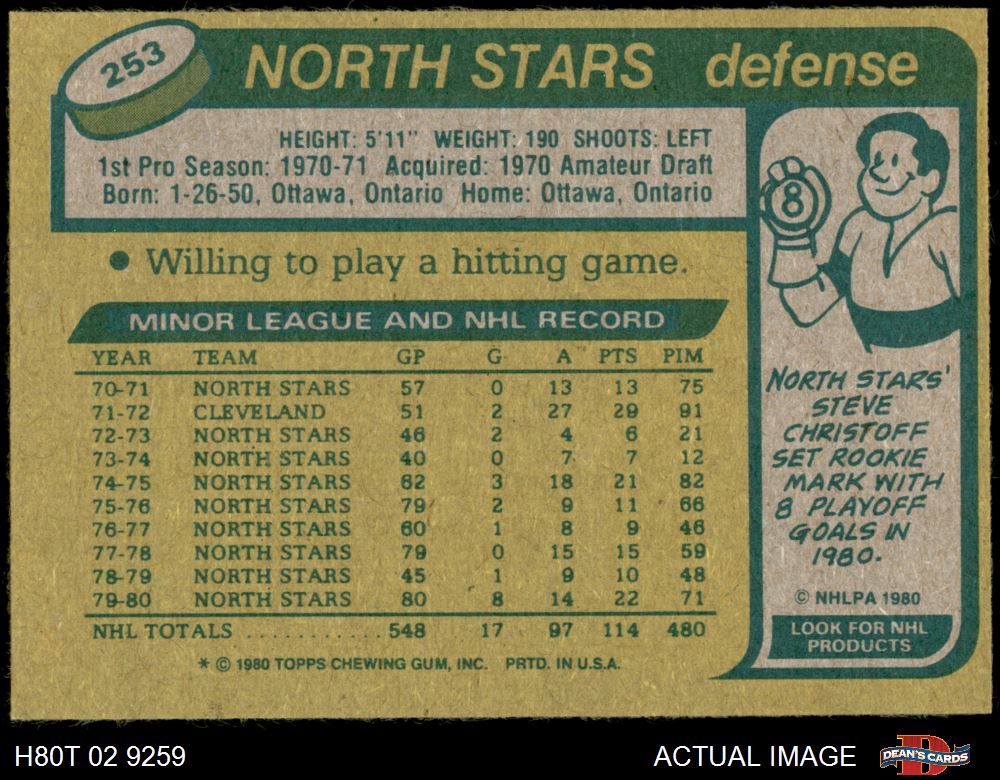 253
NORTH STARS defense
HEIGHT: 5'11" WEIGHT: 190 SHOOTS: LEFT
1st Pro Season: 1970-71 Acquired: 1970 Amateur Draft
Born: 1-26-50, Ottawa, Ontario Home: Ottawa, Ontario
• Willing to play a hitting game.
MINOR LEAGUE AND NHL RECORD
YEAR TEAM GP G A PTS PIM
70-71 NORTH STARS 57 0 13 13 75
71-72 CLEVELAND 51 2 27 29 91
72-73 NORTH STARS 46 2 4 6 21
73-74 NORTH STARS 40 0 7 7 12
74-75 NORTH STARS 62 3 18 21 82
75-76 NORTH STARS 79 2 9 11 66
76-77 NORTH STARS 60 1 8 9 46
77-78 NORTH STARS 79 0 15 15 59
78-79 NORTH STARS 45 1 9 10 48
79-80 NORTH STARS 80 8 14 22 71
NHL TOTALS ........... 548 17 97 114 480
* © 1980 TOPPS CHEWING GUM, INC. PRTD. IN U.S.A.
8
NORTH STARS'
STEVE
CHRISTOFF
SET ROOKIE
MARK WITH
8 PLAYOFF
GOALS IN
1980.
© NHLPA 1980
LOOK FOR NHL
PRODUCTS
H80T 02 9259
ACTUAL IMAGE
DEAN'S CARDS